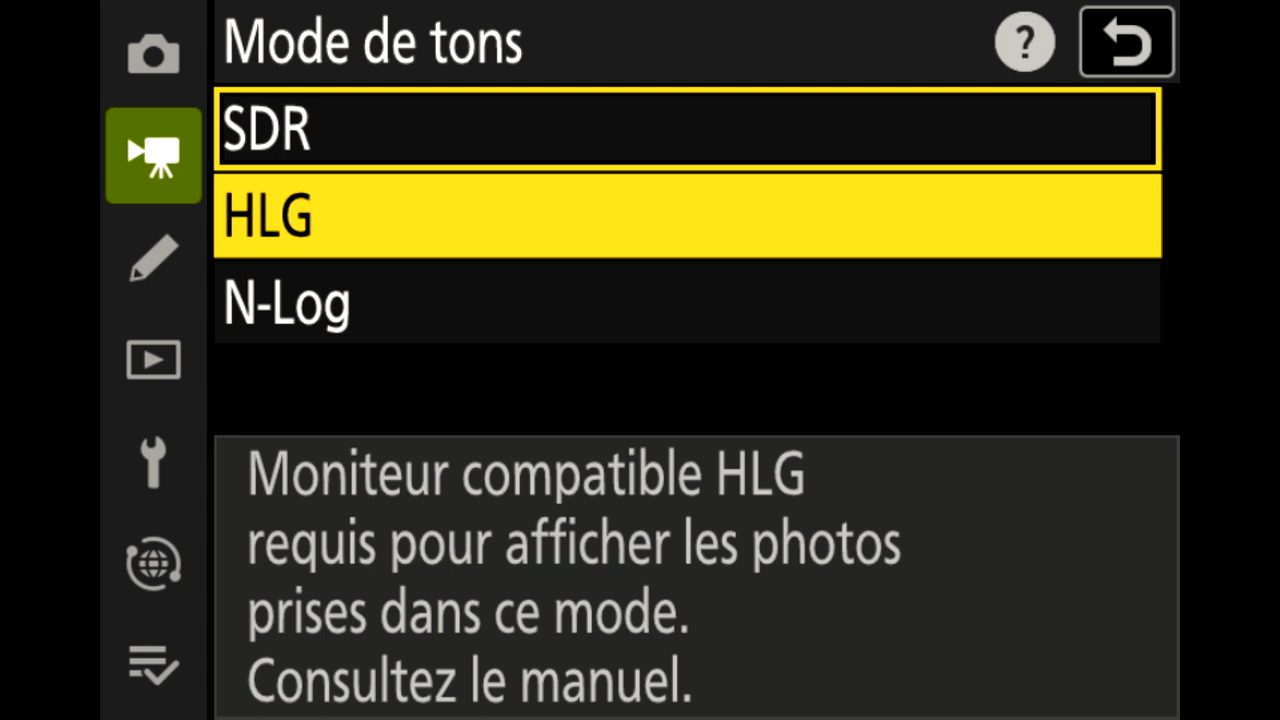 Mode de tons
?
SDR
HLG
N-Log
Moniteur compatible HLG
requis pour afficher les photos
prises dans ce mode.
Consultez le manuel.